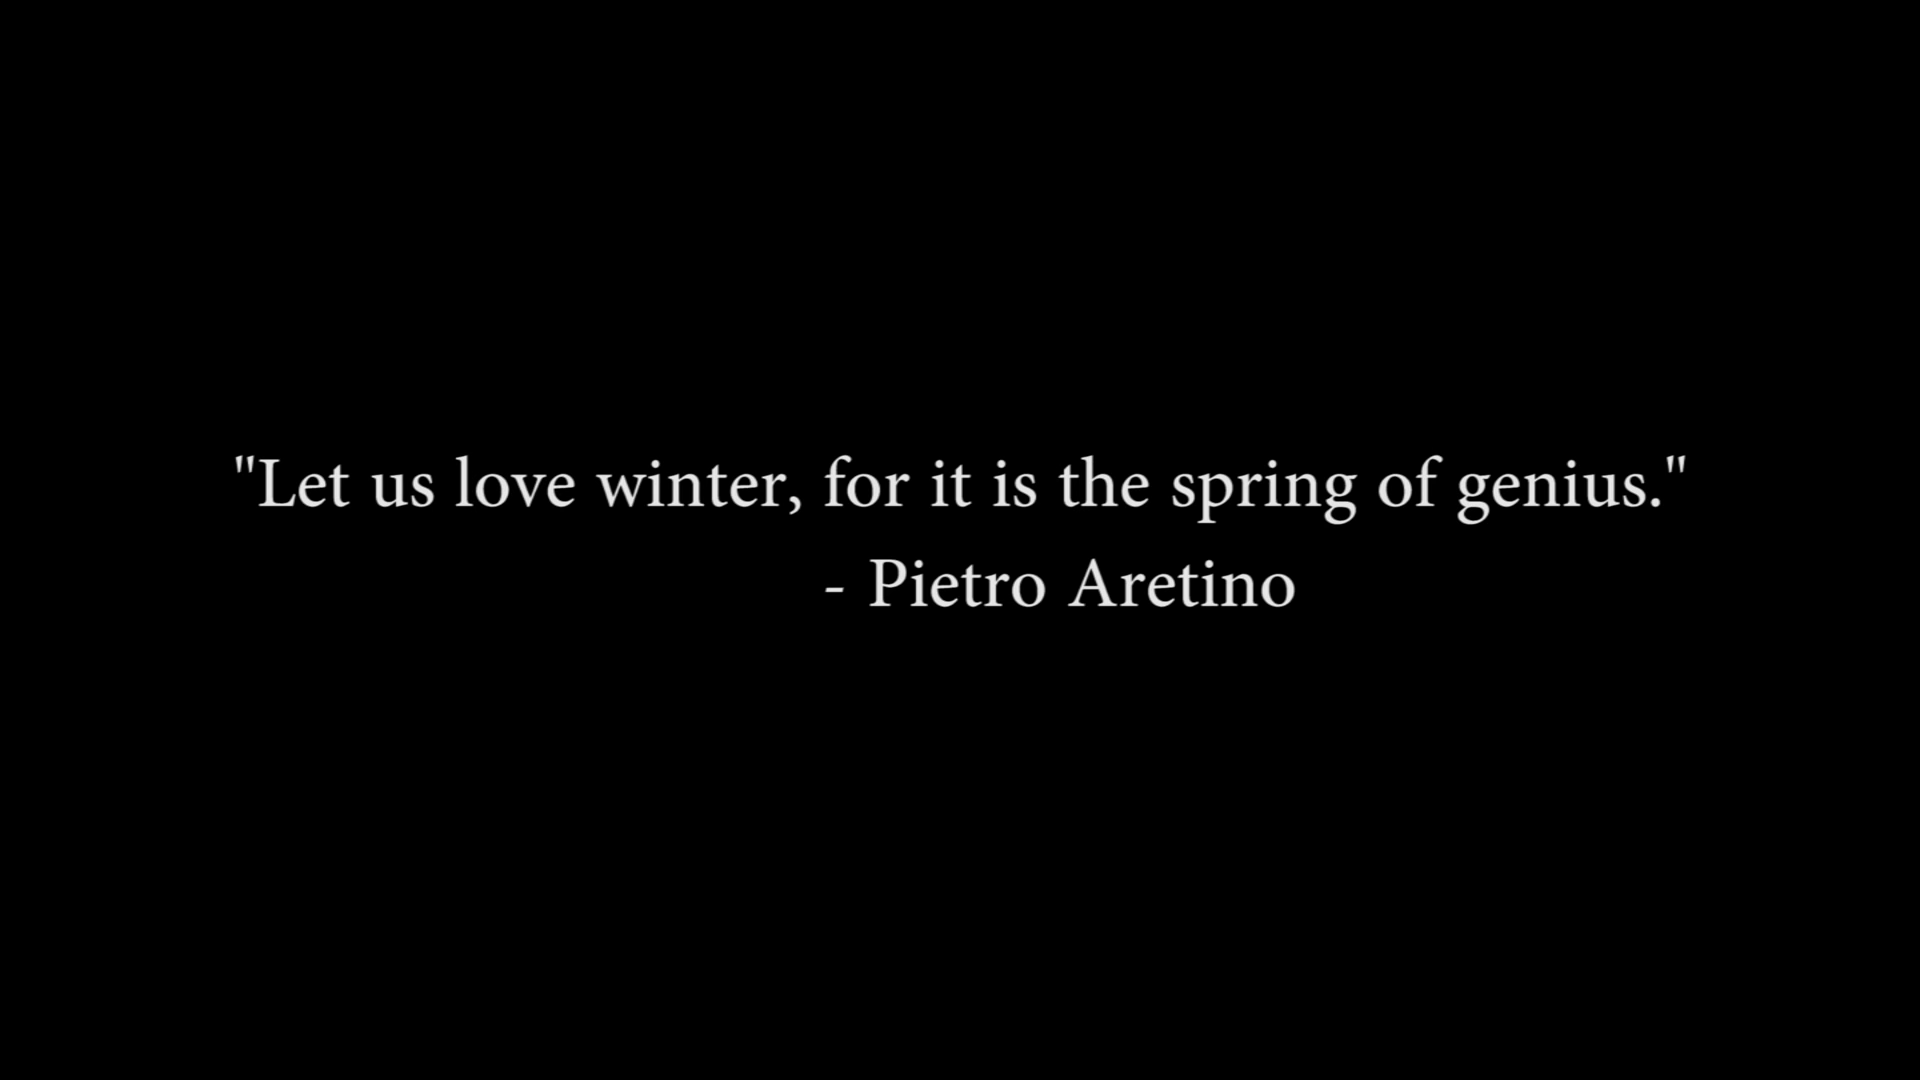 "Let us love winter, for it is the spring of genius."
- Pietro Aretino